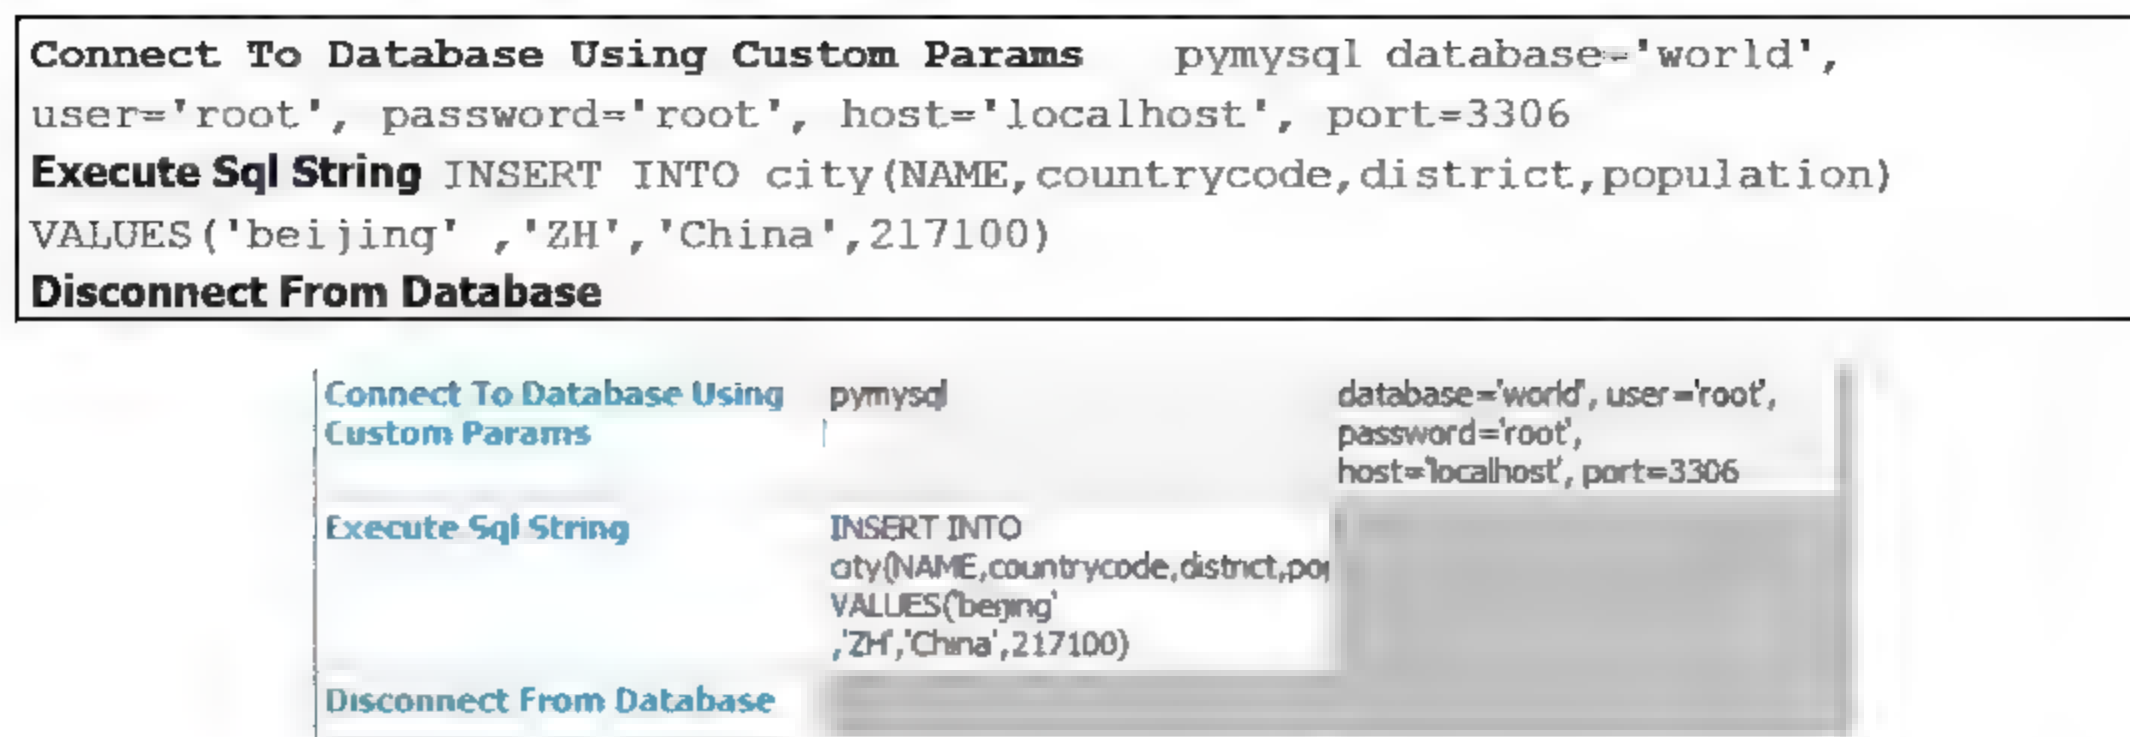 Connect To Database Using Custom Params pymysql database='world',
user='root', password='root', host='localhost', port=3306
Execute Sql String INSERT INTO city(NAME,countrycode,district,population)
VALUES('beijing' ,'ZH','China',217100)
Disconnect From Database
Connect To Database Using pymysql database='world', user='root',
Custom Params password='root',
host='localhost', port=3306
Execute Sql String INSERT INTO
city(NAME,countrycode,district,pop
VALUES('beijing'
,'ZH','China',217100)
Disconnect From Database